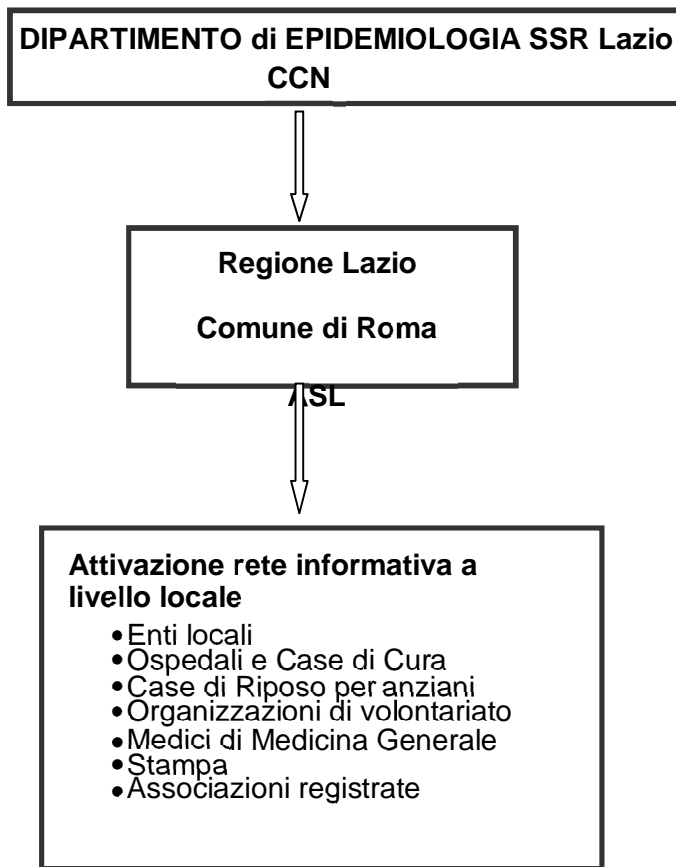 DIPARTIMENTO di EPIDEMIOLOGIA SSR Lazio
CCN
Regione Lazio
Comune di Roma
ASL
Attivazione rete informativa a
livello locale
•Enti locali
•Ospedali e Case di Cura
•Case di Riposo per anziani
•Organizzazioni di volontariato
•Medici di Medicina Generale
•Stampa
•Associazioni registrate